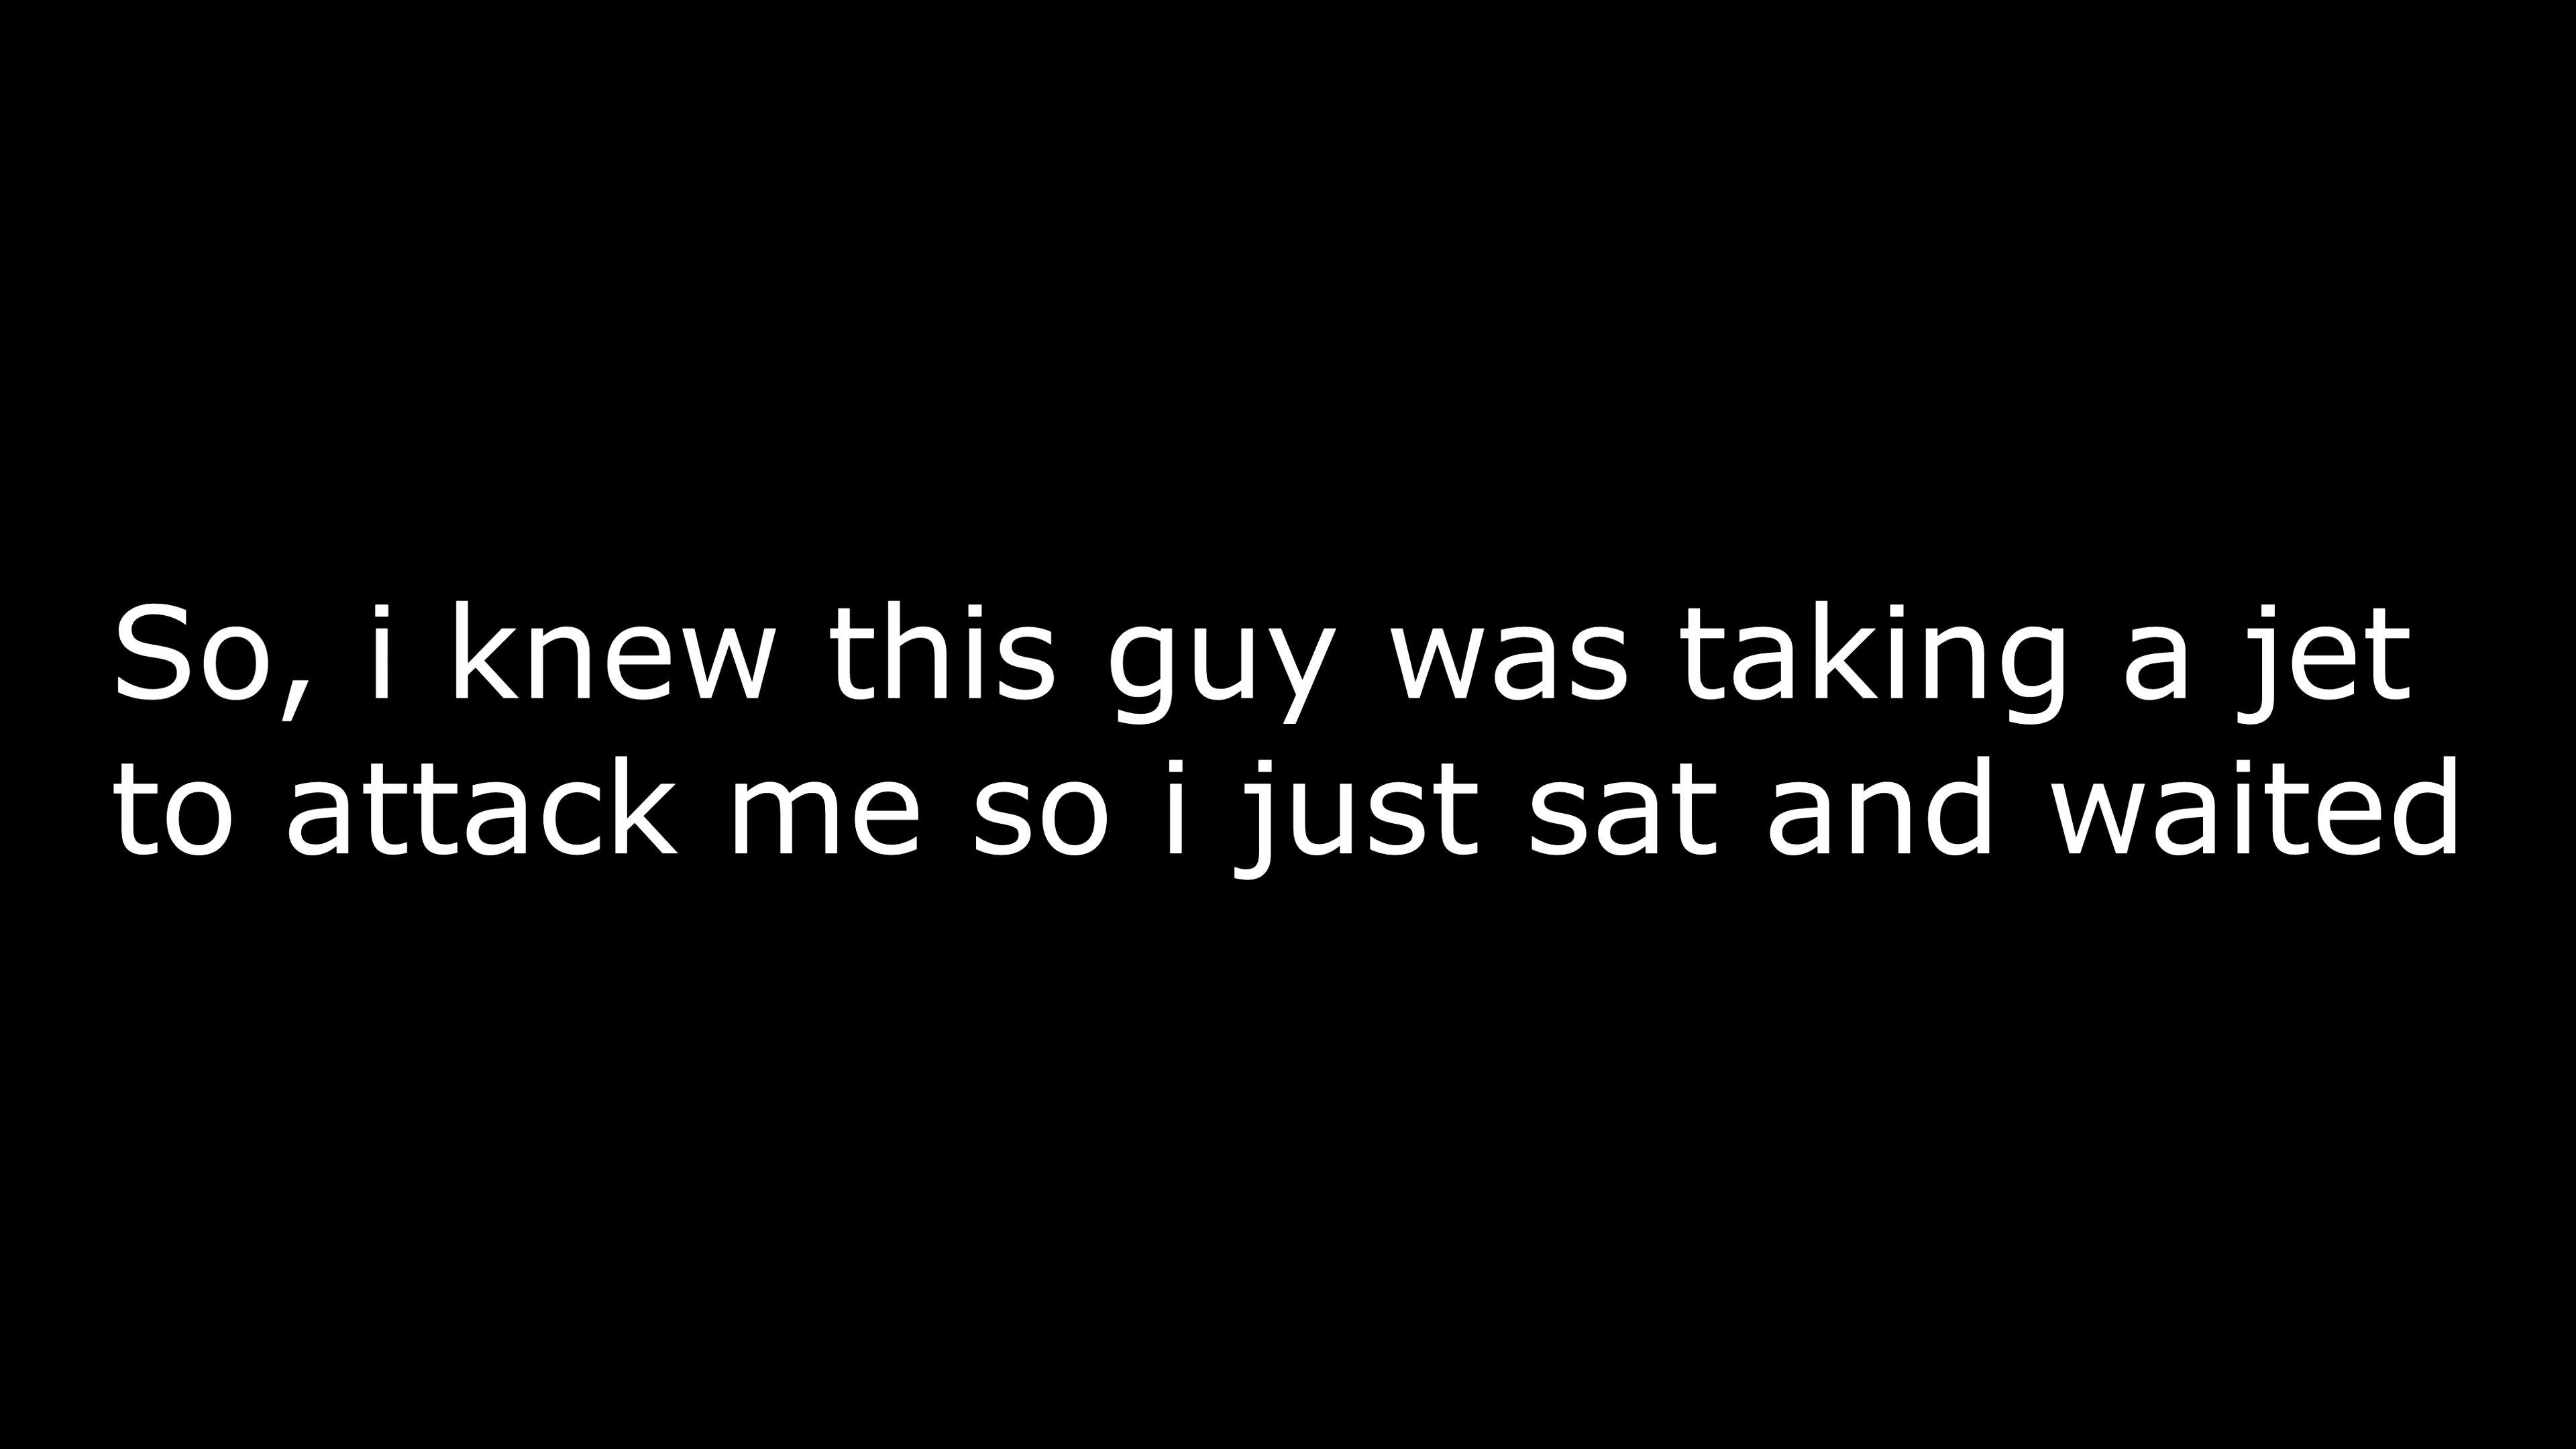 So, i knew this guy was taking a jet
to attack me so i just sat and waited